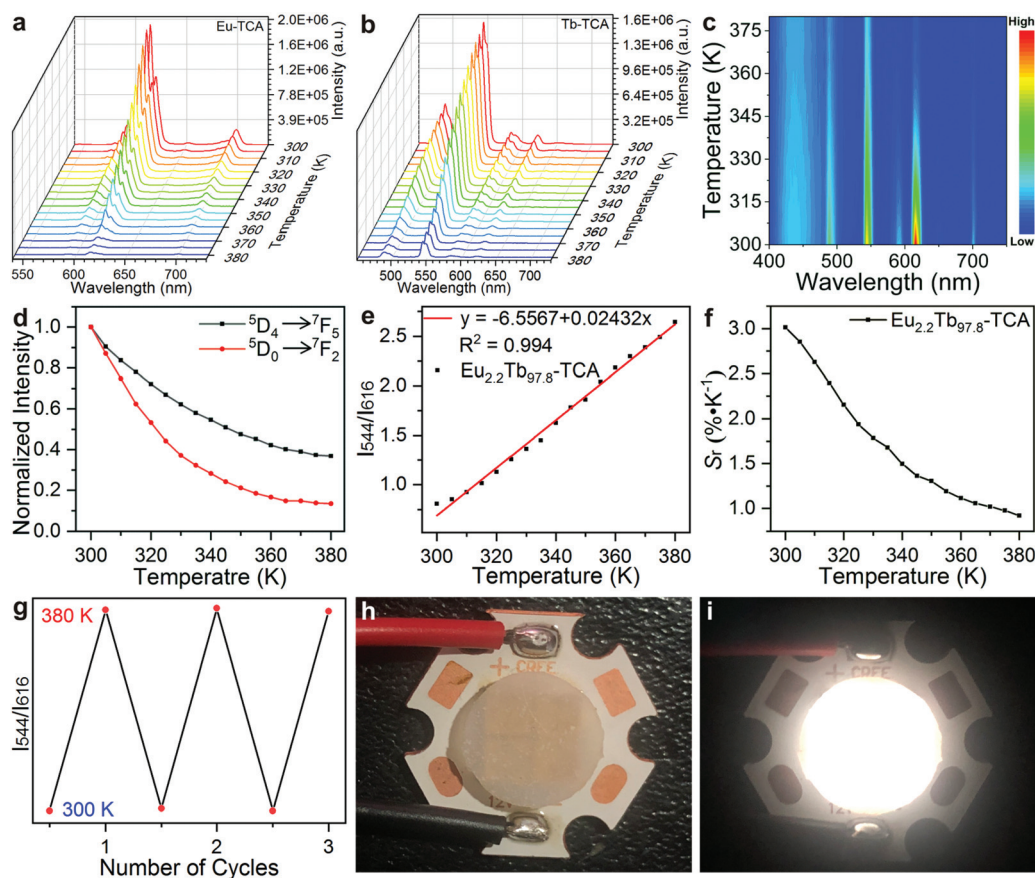 a
Eu-TCA
2.0E+06
1.6E+06
1.2E+06
7.8E+05
3.9E+05
Intensity (a.u.)
300
310
320
330
340
350
360
370
380
Temperature (K)
550
600
650
700
Wavelength (nm)
b
Tb-TCA
1.6E+06
1.3E+06
9.6E+05
6.4E+05
3.2E+05
Intensity (a.u.)
300
310
320
330
340
350
360
370
380
Temperature (K)
450
500
550
600
650
700
Wavelength (nm)
c
375
360
345
330
315
300
Temperature (K)
400
500
600
700
Wavelength (nm)
High
Low
d
⁵D₄→⁷F₅
⁵D₀→⁷F₂
1.0
0.8
0.6
0.4
0.2
0.0
Normalized Intensity
300
320
340
360
380
Temperatre (K)
e
y = -6.5567+0.02432x
R² = 0.994
Eu₂.₂Tb₉₇.₈-TCA
2.5
2.0
1.5
1.0
0.5
I₅₄₄/I₆₁₆
300
320
340
360
380
Temperature (K)
f
Eu₂.₂Tb₉₇.₈-TCA
3.0
2.5
2.0
1.5
1.0
Sᵣ (%•K⁻¹)
300
320
340
360
380
Temperature (K)
g
380 K
300 K
I₅₄₄/I₆₁₆
1
2
3
Number of Cycles
h
+ CREE
i
+ CREE